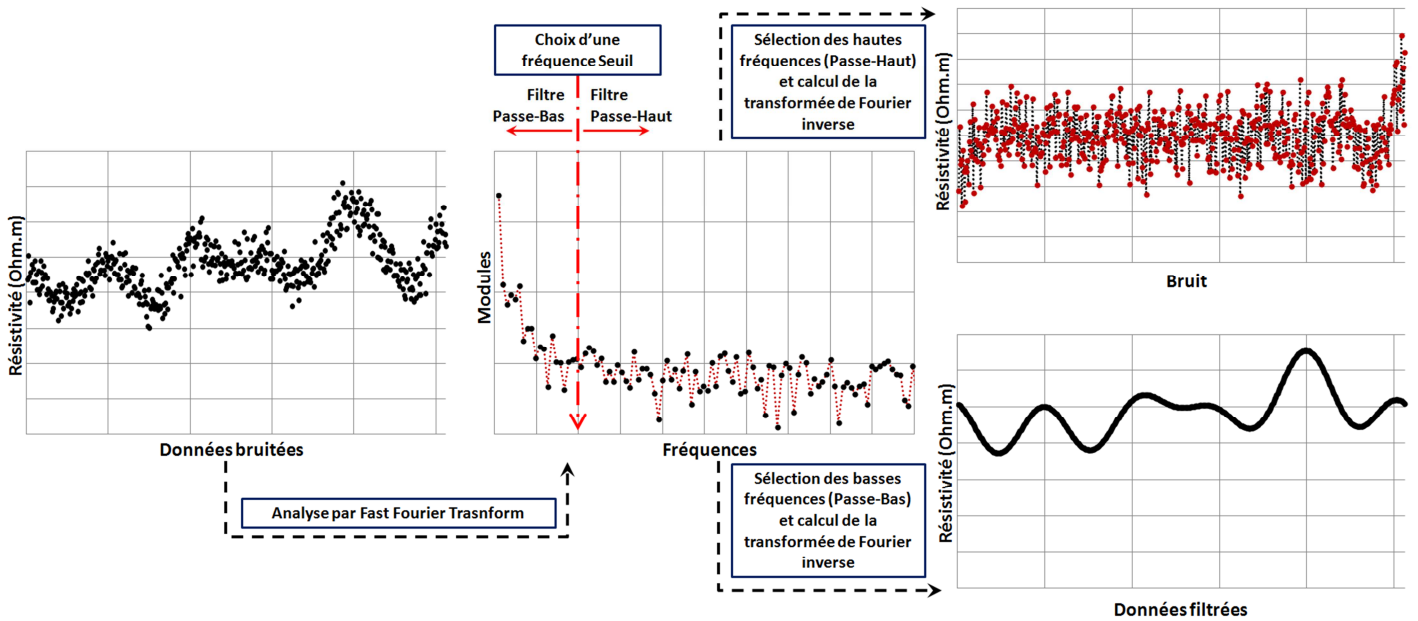 Résistivité (Ohm.m)
Données bruitées
Analyse par Fast Fourier Trasnform
Choix d'une
fréquence Seuil
Filtre
Passe-Bas
Filtre
Passe-Haut
Modules
Fréquences
Sélection des hautes
fréquences (Passe-Haut)
et calcul de la
transformée de Fourier
inverse
Sélection des basses
fréquences (Passe-Bas)
et calcul de la
transformée de Fourier
inverse
Résistivité (Ohm.m)
Bruit
Résistivité (Ohm.m)
Données filtrées